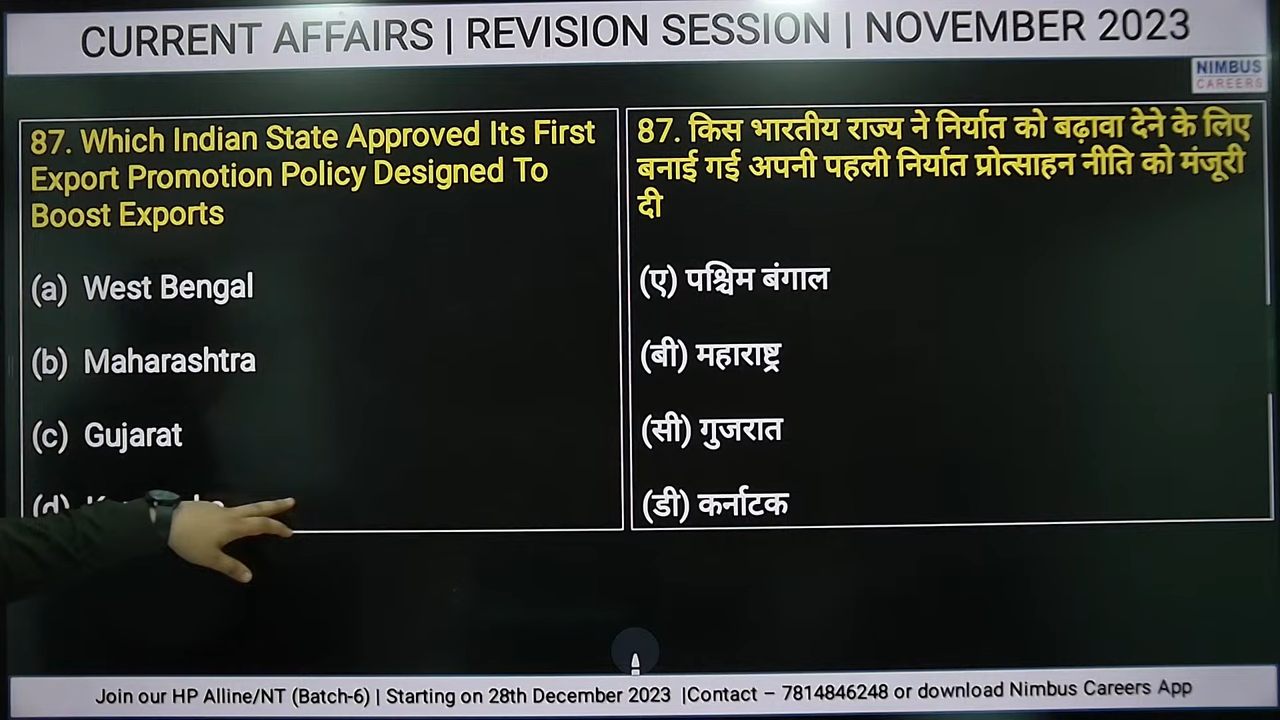 CURRENT AFFAIRS | REVISION SESSION | NOVEMBER 2023
NIMBUS
CAREERS
87. Which Indian State Approved Its First
Export Promotion Policy Designed To
Boost Exports
(a) West Bengal
(b) Maharashtra
(c) Gujarat
(d)
87. किस भारतीय राज्य ने निर्यात को बढ़ावा देने के लिए
बनाई गई अपनी पहली निर्यात प्रोत्साहन नीति को मंजूरी
दी
(ए) पश्चिम बंगाल
(बी) महाराष्ट्र
(सी) गुजरात
(डी) कर्नाटक
Join our HP Alline/NT (Batch-6) | Starting on 28th December 2023 |Contact – 7814846248 or download Nimbus Careers App